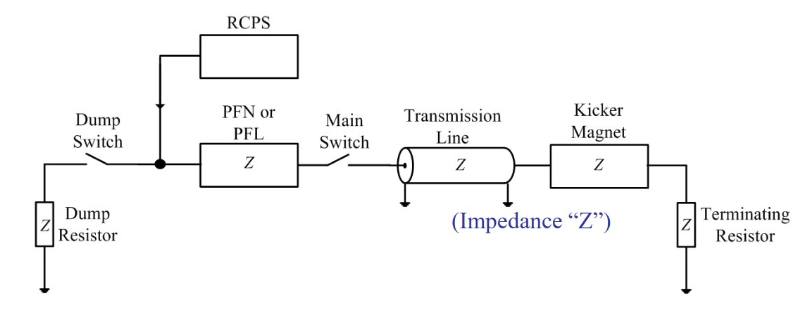 RCPS
Dump
Switch
PFN or
PFL
Z
Main
Switch
Transmission
Line
Z
Kicker
Magnet
Z
(Impedance “Z”)
Z
Dump
Resistor
Z
Terminating
Resistor